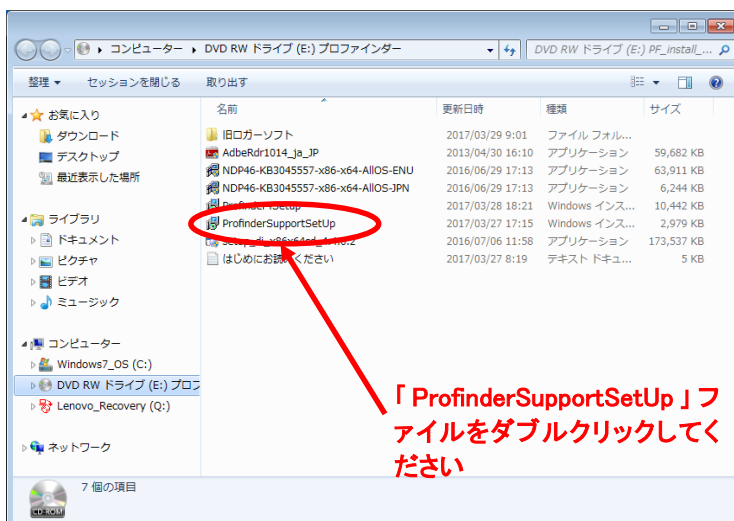 コンピューター ▸ DVD RW ドライブ (E:) プロファインダー
DVD RW ドライブ (E:) PF_install_...
整理 セッションを閉じる 取り出す
名前 更新日時 種類 サイズ
お気に入り
ダウンロード
デスクトップ
最近表示した場所
ライブラリ
ドキュメント
ピクチャ
ビデオ
ミュージック
コンピューター
Windows7_OS (C:)
DVD RW ドライブ (E:) プロフ
Lenovo_Recovery (Q:)
ネットワーク
旧ロガーソフト 2017/03/29 9:01 ファイル フォル...
AdbeRdr1014_ja_JP 2013/04/30 16:10 アプリケーション 59,682 KB
NDP46-KB3045557-x86-x64-AllOS-ENU 2016/06/29 17:13 アプリケーション 63,911 KB
NDP46-KB3045557-x86-x64-AllOS-JPN 2016/06/29 17:13 アプリケーション 6,244 KB
2017/03/28 18:21 Windows インス... 10,442 KB
ProfinderSupportSetUp 2017/03/27 17:15 Windows インス... 2,979 KB
2016/07/06 11:58 アプリケーション 173,537 KB
はじめにお読みください 2017/03/27 8:19 テキスト ドキュ... 5 KB
「ProfinderSupportSetUp」フ
ァイルをダブルクリックしてく
ださい
7 個の項目
CD-ROM